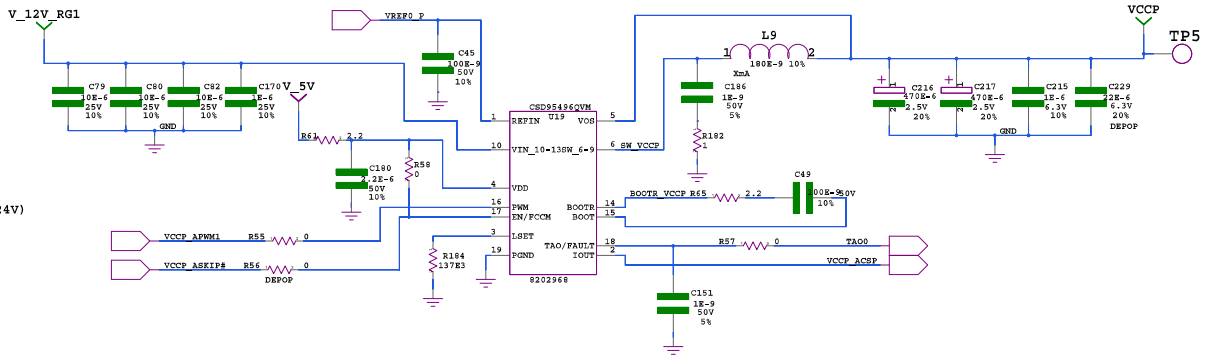 V_12V_RG1
VREF0_P
VCCP
TP5
C45
100E-9
50V
10%
L9
1
2
180E-9 10%
XmA
C79
10E-6
25V
10%
C80
10E-6
25V
10%
C82
10E-6
25V
10%
C170
1E-6
25V
10%
GND
V_5V
R61
2.2
C180
2.2E-6
50V
10%
R58
0
CSD95496QVM
U19
1
REFIN
VOS
5
10
VIN_10-13
SW_6-9
6
SW_VCCP
4
VDD
16
PWM
17
EN/FCCM
3
LSET
19
PGND
BOOTR
14
BOOT
15
TAO/FAULT
18
IOUT
2
8202968
C186
1E-9
50V
5%
R182
1
+
1
2
C216
470E-6
2.5V
20%
+
1
2
C217
470E-6
2.5V
20%
C215
1E-6
6.3V
10%
C229
22E-6
6.3V
20%
DEPOP
GND
BOOTR_VCCP
R65
2.2
C49
100E-9
50V
10%
24V)
VCCP_APWM1
R55
0
VCCP_ASKIP#
R56
0
DEPOP
R184
137E3
R57
0
TAO0
VCCP_ACSP
C151
1E-9
50V
5%